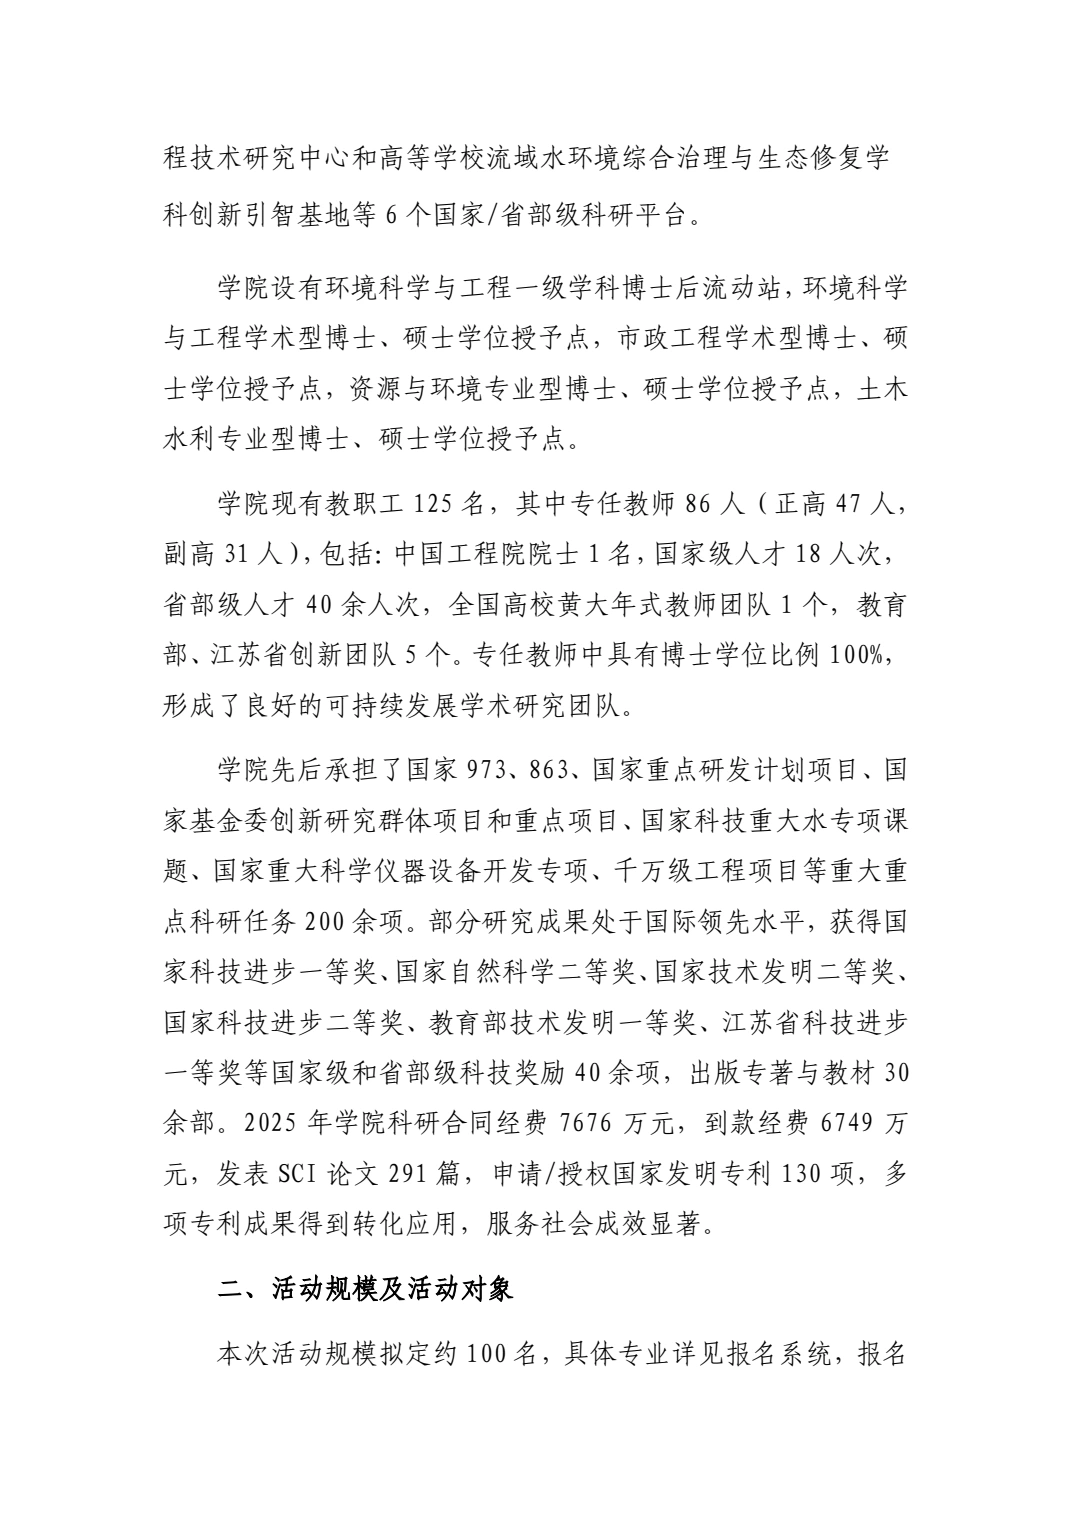 程技术研究中心和高等学校流域水环境综合治理与生态修复学
科创新引智基地等 6 个国家/省部级科研平台。
学院设有环境科学与工程一级学科博士后流动站，环境科学
与工程学术型博士、硕士学位授予点，市政工程学术型博士、硕
士学位授予点，资源与环境专业型博士、硕士学位授予点，土木
水利专业型博士、硕士学位授予点。
学院现有教职工 125 名，其中专任教师 86 人（正高 47 人，
副高 31 人），包括：中国工程院院士 1 名，国家级人才 18 人次，
省部级人才 40 余人次，全国高校黄大年式教师团队 1 个，教育
部、江苏省创新团队 5 个。专任教师中具有博士学位比例 100%，
形成了良好的可持续发展学术研究团队。
学院先后承担了国家 973、863、国家重点研发计划项目、国
家基金委创新研究群体项目和重点项目、国家科技重大水专项课
题、国家重大科学仪器设备开发专项、千万级工程项目等重大重
点科研任务 200 余项。部分研究成果处于国际领先水平，获得国
家科技进步一等奖、国家自然科学二等奖、国家技术发明二等奖、
国家科技进步二等奖、教育部技术发明一等奖、江苏省科技进步
一等奖等国家级和省部级科技奖励 40 余项，出版专著与教材 30
余部。2025 年学院科研合同经费 7676 万元，到款经费 6749 万
元，发表 SCI 论文 291 篇，申请/授权国家发明专利 130 项，多
项专利成果得到转化应用，服务社会成效显著。
二、活动规模及活动对象
本次活动规模拟定约 100 名，具体专业详见报名系统，报名